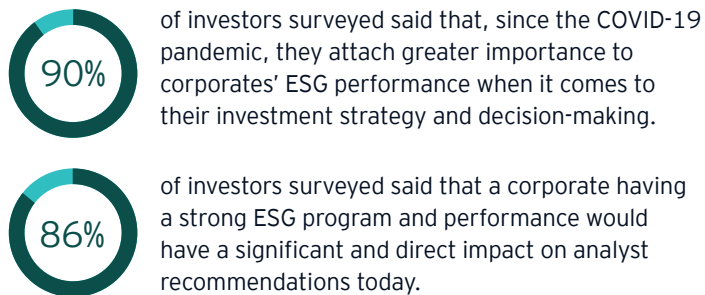 90%
of investors surveyed said that, since the COVID-19
pandemic, they attach greater importance to
corporates’ ESG performance when it comes to
their investment strategy and decision-making.
86%
of investors surveyed said that a corporate having
a strong ESG program and performance would
have a significant and direct impact on analyst
recommendations today.